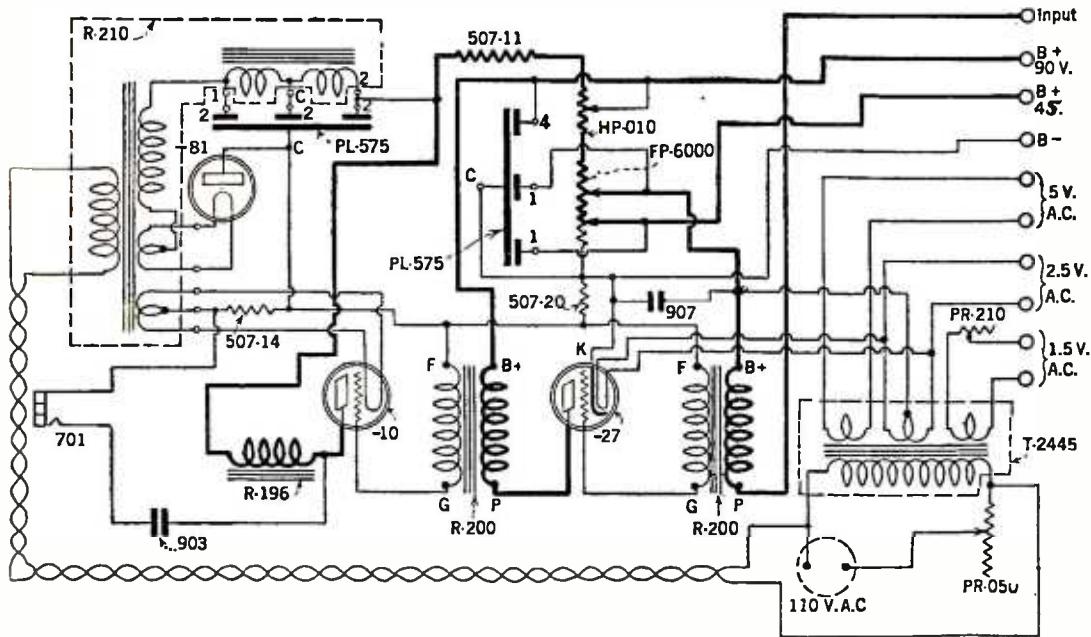 R-210
Input
507-11
B+
90 V.
B+
45.
1
C
2
2
2
2
4
HP-010
FP-6000
B-
PL-575
C
81
C
1
1
5 V.
A.C.
PL-575
2.5 V.
A.C.
507-20
907
PR-210
1.5 V.
A.C.
507-14
K
F
B+
F
B+
701
-10
-27
T-2445
R-196
G
P
G
P
R-200
R-200
903
110 V. A.C
PR-050